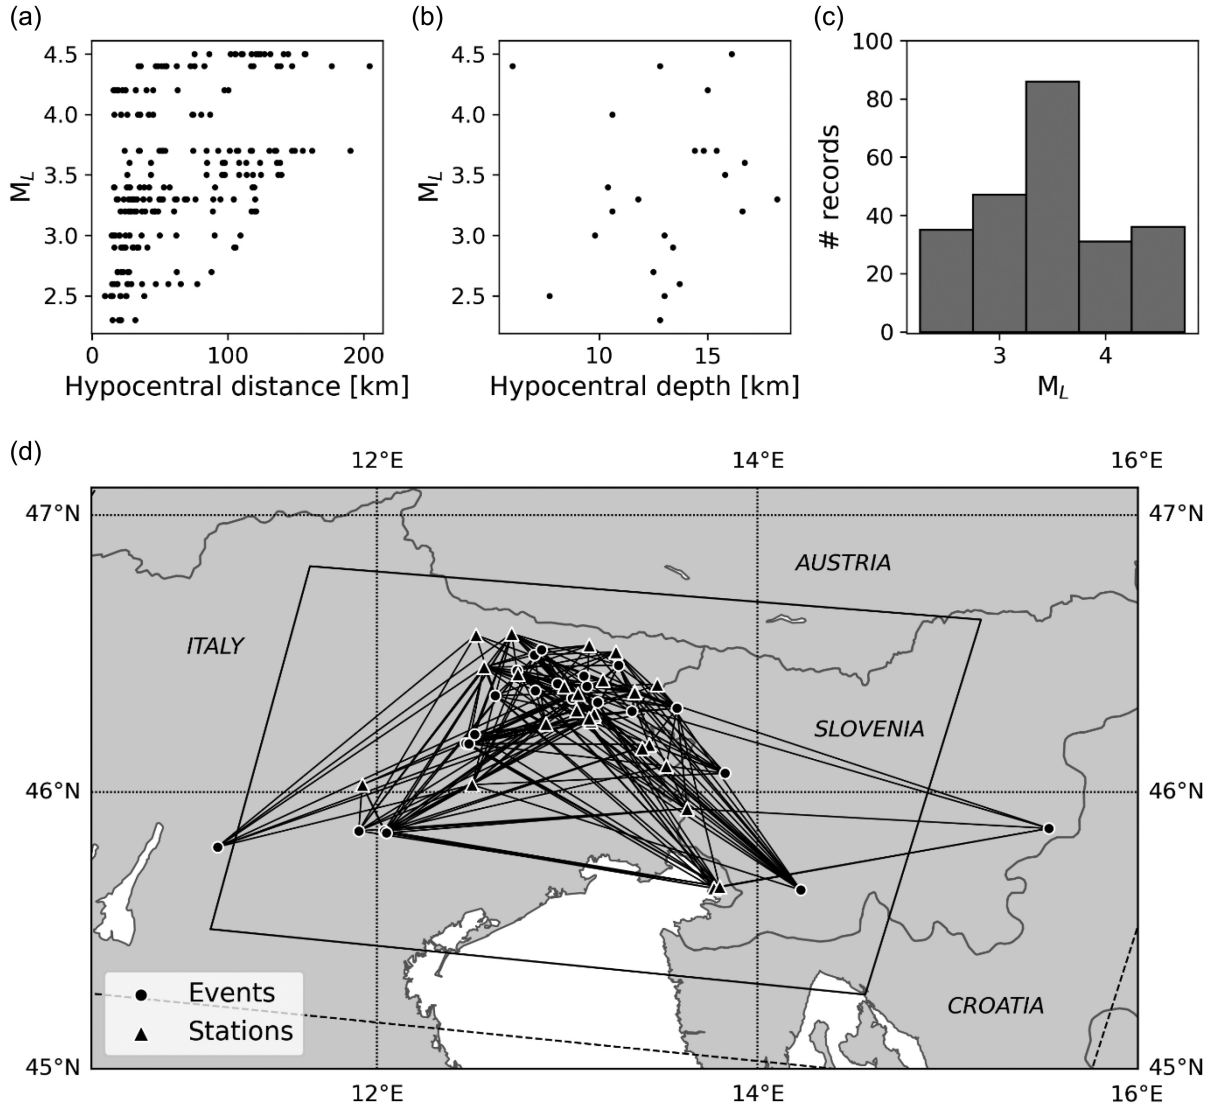 (a)
4.5
4.0
3.5
3.0
2.5
M_L
0 100 200
Hypocentral distance [km]
(b)
4.5
4.0
3.5
3.0
2.5
M_L
10 15
Hypocentral depth [km]
(c)
100
80
60
40
20
0
# records
3 4
M_L
(d)
12°E 14°E 16°E
47°N 47°N
AUSTRIA
ITALY
SLOVENIA
46°N 46°N
Events
CROATIA
Stations
45°N 45°N
12°E 14°E 16°E